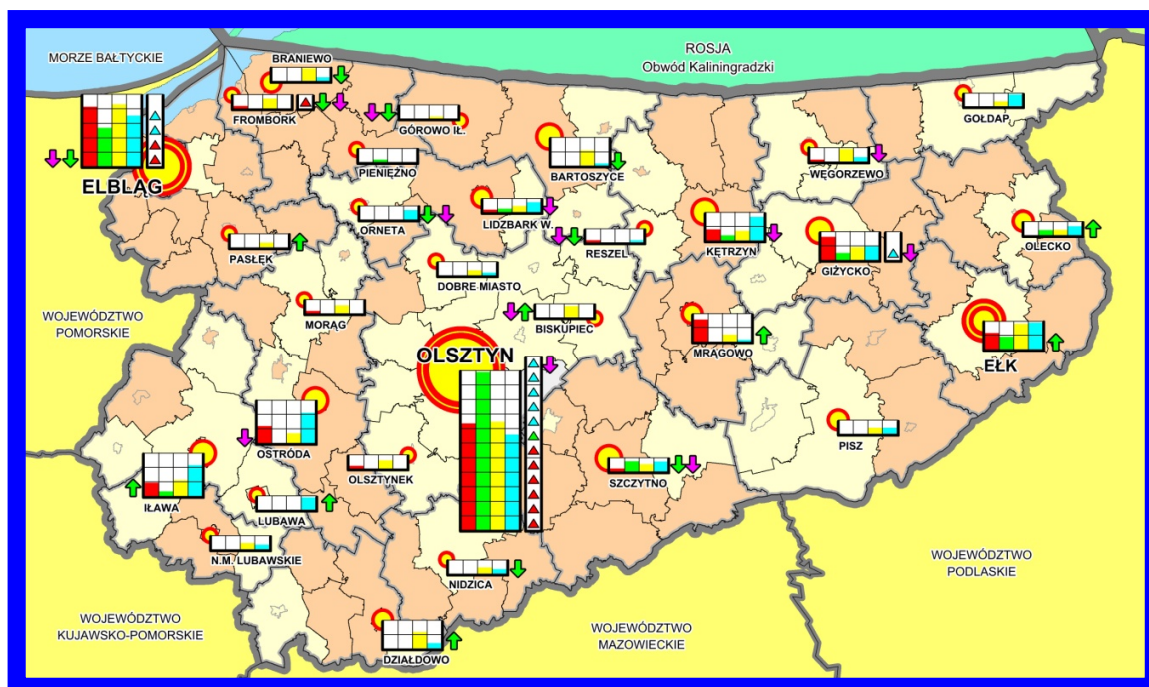 MORZE BAŁTYCKIE
ROSJA
Obwód Kaliningradzki
BRANIEWO
FROMBORK
GÓROWO IŁ.
GOŁDAP
ELBLĄG
PIENIĘŻNO
BARTOSZYCE
WĘGORZEWO
ORNETA
LIDZBARK W.
RESZEL
KĘTRZYN
GIŻYCKO
OLECKO
PASŁĘK
DOBRE MIASTO
WOJEWÓDZTWO
POMORSKIE
MORĄG
BISKUPIEC
MRĄGOWO
OLSZTYN
EŁK
OSTRÓDA
PISZ
OLSZTYNEK
SZCZYTNO
IŁAWA
LUBAWA
N.M. LUBAWSKIE
NIDZICA
WOJEWÓDZTWO
PODLASKIE
WOJEWÓDZTWO
KUJAWSKO-POMORSKIE
WOJEWÓDZTWO
MAZOWIECKIE
DZIAŁDOWO